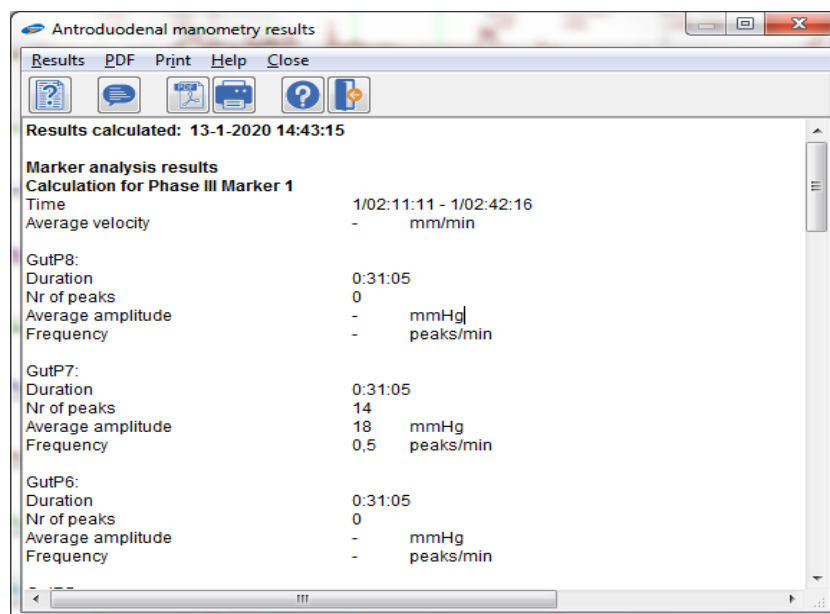 Antroduodenal manometry results
Results PDF Print Help Close
PDF
Results calculated: 13-1-2020 14:43:15
Marker analysis results
Calculation for Phase III Marker 1
Time 1/02:11:11 - 1/02:42:16
Average velocity - mm/min
GutP8:
Duration 0:31:05
Nr of peaks 0
Average amplitude - mmHg
Frequency - peaks/min
GutP7:
Duration 0:31:05
Nr of peaks 14
Average amplitude 18 mmHg
Frequency 0,5 peaks/min
GutP6:
Duration 0:31:05
Nr of peaks 0
Average amplitude - mmHg
Frequency - peaks/min